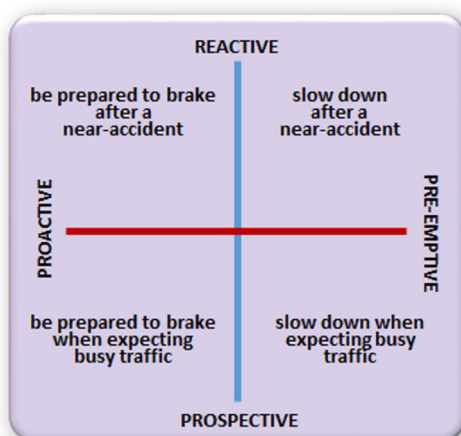 REACTIVE
be prepared to brake
after a
near-accident
slow down
after a
near-accident
PROACTIVE
PRE-EMPTIVE
be prepared to brake
when expecting
busy traffic
slow down when
expecting busy
traffic
PROSPECTIVE